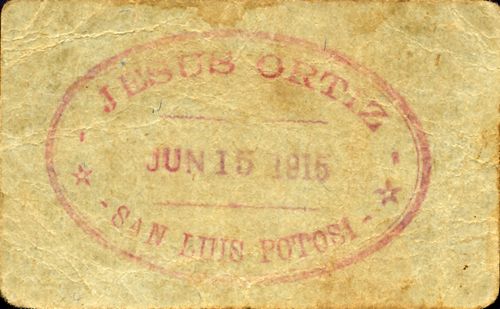 JESUS ORTIZ
JUN 15 1915
- SAN LUIS POTOSI -